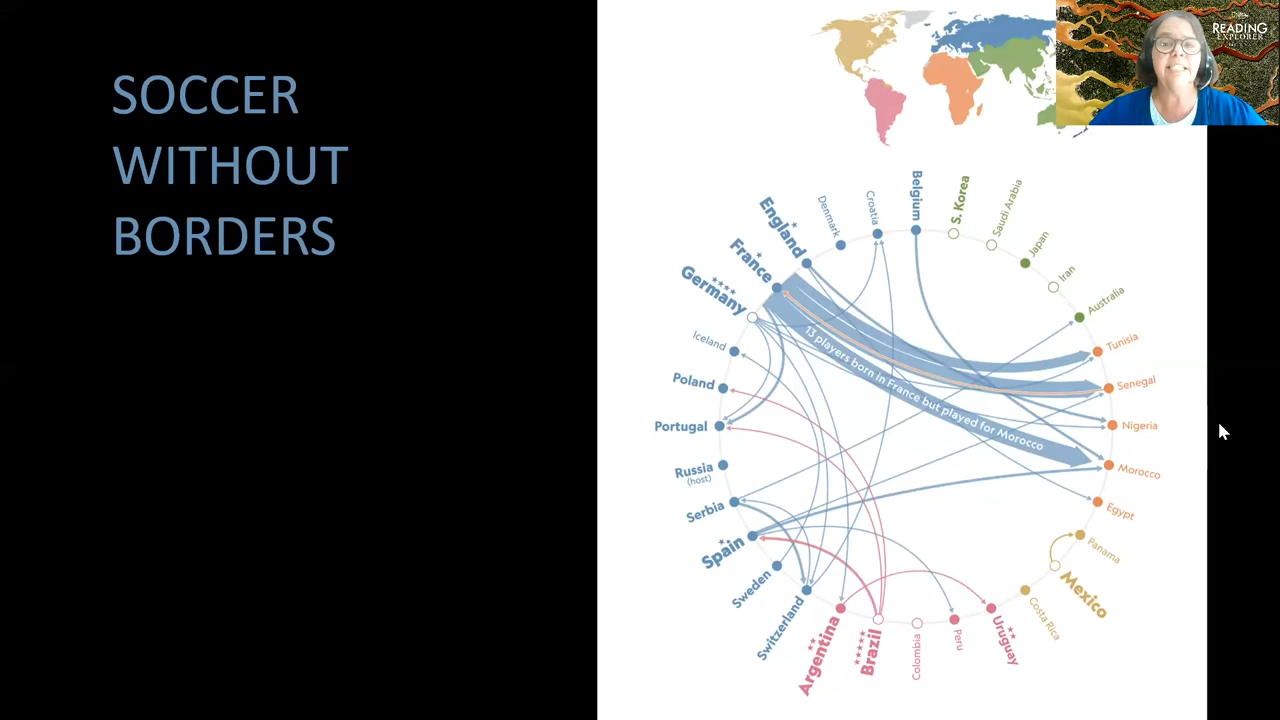 SOCCER
WITHOUT
BORDERS
READING
EXPLORER
Belgium
S. Korea
Saudi Arabia
Japan
Iran
Australia
Tunisia
Senegal
Nigeria
Morocco
Egypt
Panama
Mexico
Costa Rica
Uruguay
Peru
Colombia
Brazil
Argentina
Switzerland
Sweden
Spain
Serbia
Russia
(host)
Portugal
Poland
Iceland
Germany
France
England
Denmark
Croatia
13 players born in France but played for Morocco